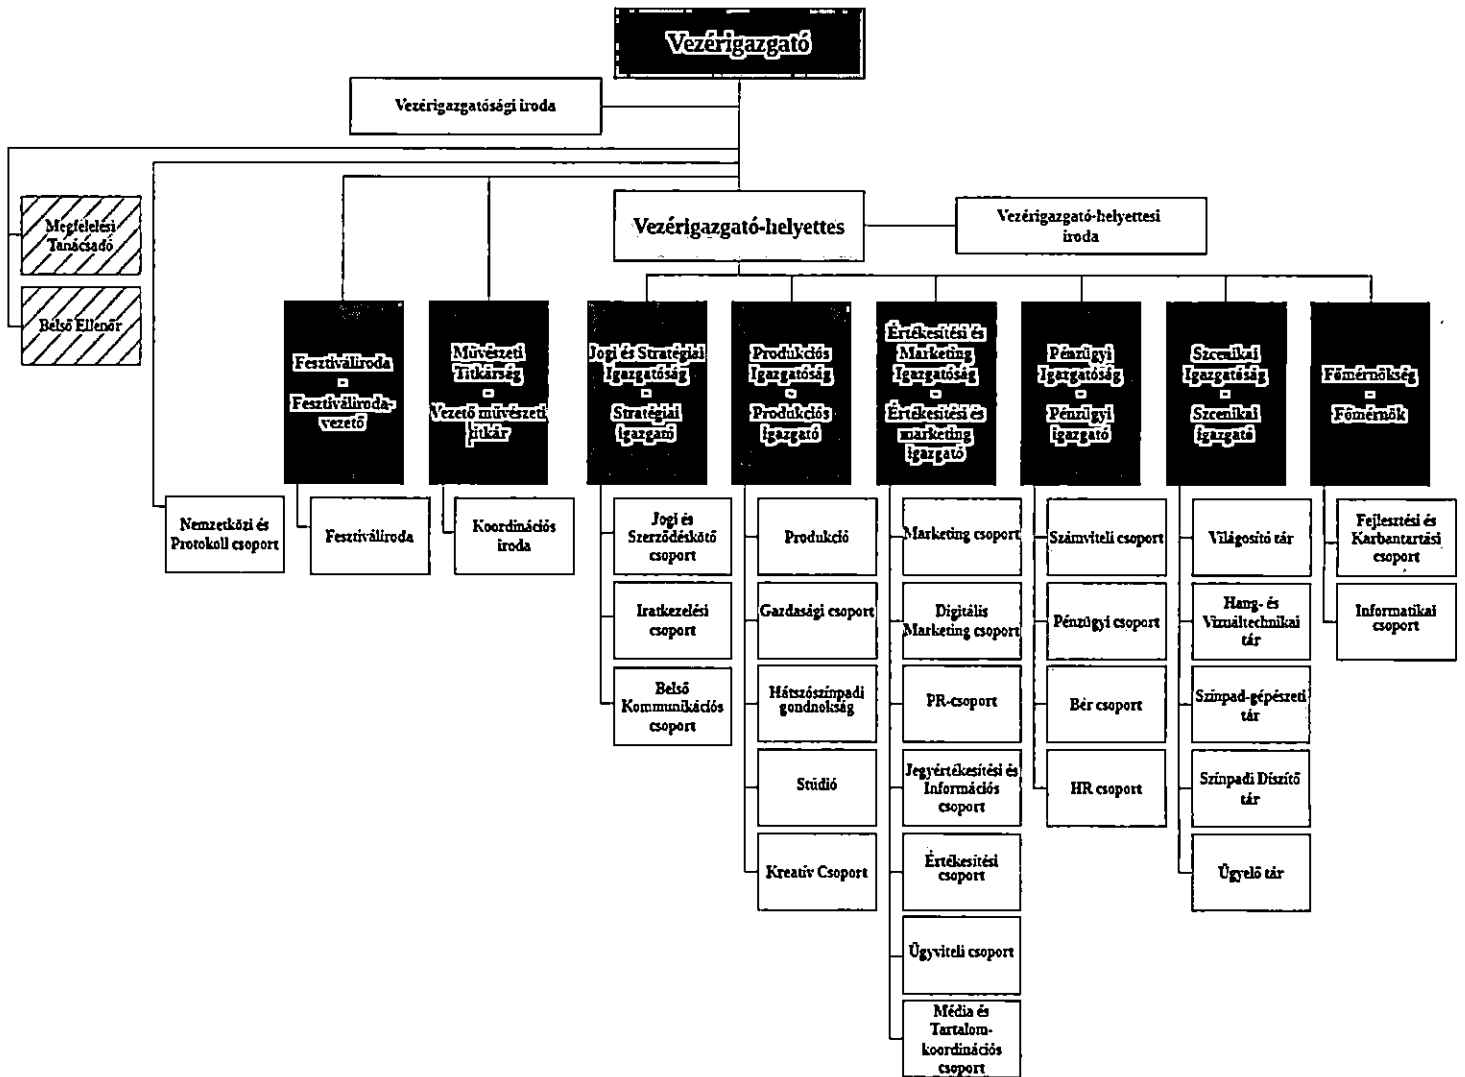 Vezérigazgató
Vezérigazgatósági iroda
Megfelelési
Tanácsadó
Belső Ellenőr
Vezérigazgató-helyettes
Vezérigazgató-helyettesi
iroda
Fesztiváliroda
-
Fesztiváliroda-
vezető
Művészeti
Titkárság
-
Vezető művészeti
titkár
Jogi és Stratégiai
Igazgatóság
-
Stratégiai
igazgató
Produkciós
Igazgatóság
-
Produkciós
igazgató
Értékesítési és
Marketing
Igazgatóság
-
Értékesítési és
marketing
igazgató
Pénzügyi
Igazgatóság
-
Pénzügyi
igazgató
Szcenikai
Igazgatóság
-
Szcenikai
igazgató
Főmérnökség
-
Főmérnök
Nemzetközi és
Protokoll csoport
Fesztiváliroda
Koordinációs
iroda
Jogi és
Szerződéskötő
csoport
Iratkezelési
csoport
Belső
Kommunikációs
csoport
Produkció
Gazdasági csoport
Hátsószínpadi
gondnokság
Stúdió
Kreatív Csoport
Marketing csoport
Digitális
Marketing csoport
PR-csoport
Jegyértékesítési és
Információs
csoport
Értékesítési
csoport
Ügyviteli csoport
Média és
Tartalom-
koordinációs
csoport
Számviteli csoport
Pénzügyi csoport
Bér csoport
HR csoport
Világosító tár
Hang- és
Vizuáltechnikai
tár
Színpad-gépészeti
tár
Színpadi Díszítő
tár
Ügyelő tár
Fejlesztési és
Karbantartási
csoport
Informatikai
csoport